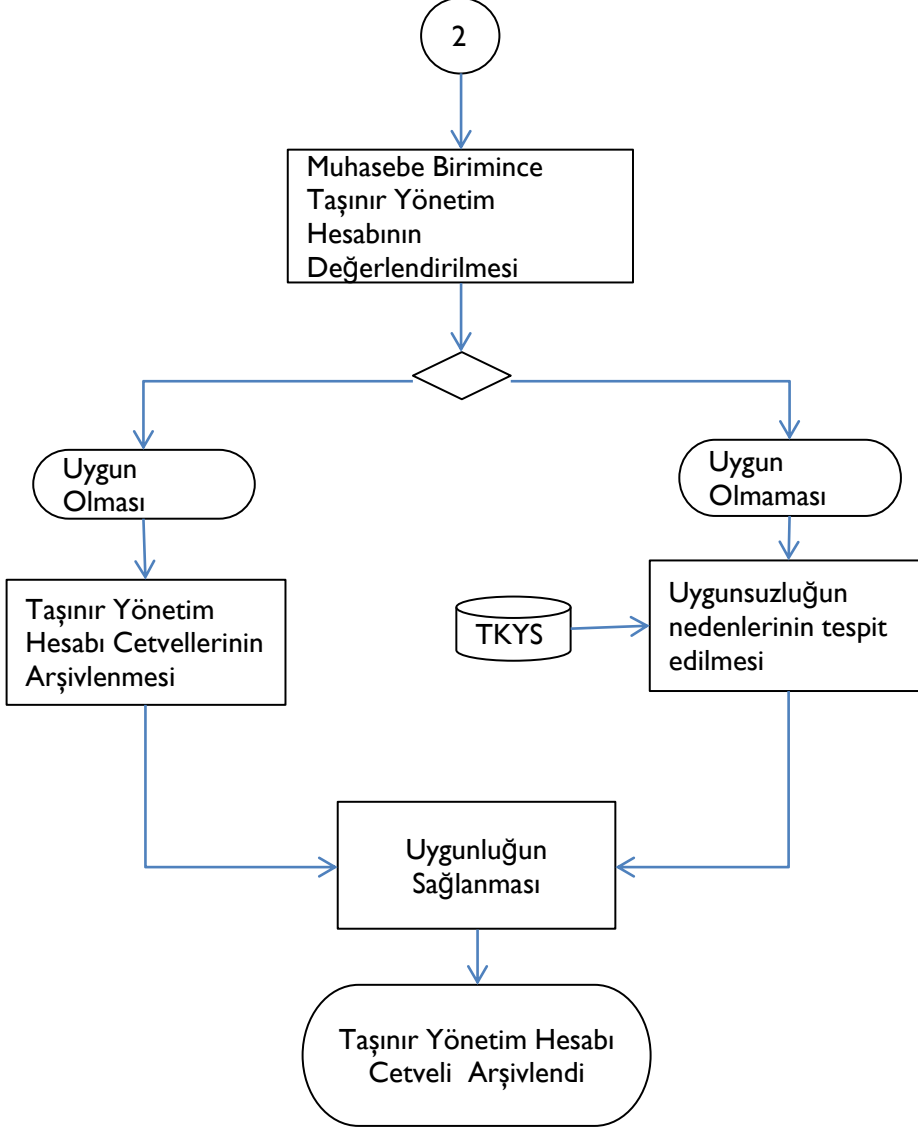 2
Muhasebe Birimince
Taşınır Yönetim
Hesabının
Değerlendirilmesi
Uygun
Olması
Uygun
Olmaması
Taşınır Yönetim
Hesabı Cetvellerinin
Arşivlenmesi
TKYS
Uygunsuzluğun
nedenlerinin tespit
edilmesi
Uygunluğun
Sağlanması
Taşınır Yönetim Hesabı
Cetveli Arşivlendi